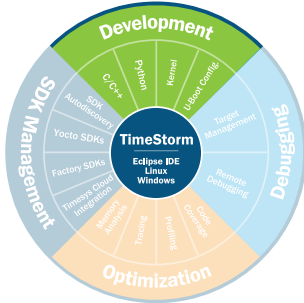 Development
C/C++
Python
Kernel
U-Boot Config.
Debugging
Target
Management
Remote
Debugging
Optimization
Code
Coverage
Profiling
Tracing
Memory
Analysis
SDK Management
Timesys Cloud
Integration
Factory SDKs
Yocto SDKs
SDK
Autodiscovery
TimeStorm
Eclipse IDE
Linux
Windows